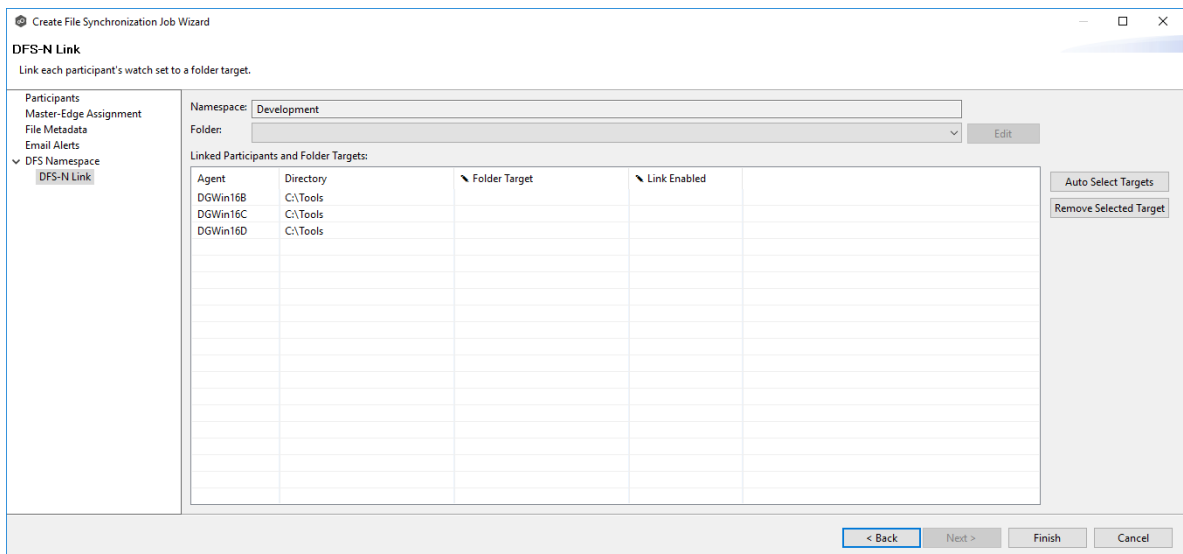 Create File Synchronization Job Wizard
DFS-N Link
Link each participant's watch set to a folder target.
Participants
Master-Edge Assignment
File Metadata
Email Alerts
DFS Namespace
DFS-N Link
Namespace: Development
Folder: Edit
Linked Participants and Folder Targets:
Agent Directory Folder Target Link Enabled
DGWin16B C:\Tools
DGWin16C C:\Tools
DGWin16D C:\Tools
Auto Select Targets
Remove Selected Target
< Back Next > Finish Cancel